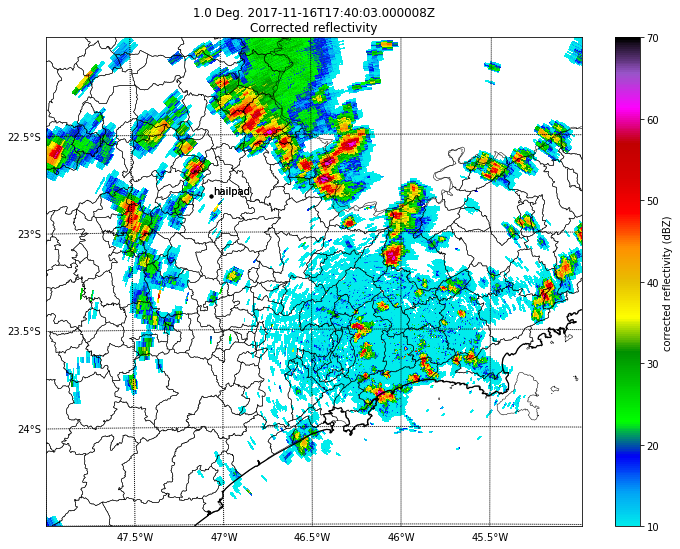 1.0 Deg. 2017-11-16T17:40:03.000008Z
Corrected reflectivity
22.5°S
23°S
23.5°S
24°S
47.5°W
47°W
46.5°W
46°W
45.5°W
hailpad
70
60
50
40
30
20
10
corrected reflectivity (dBZ)